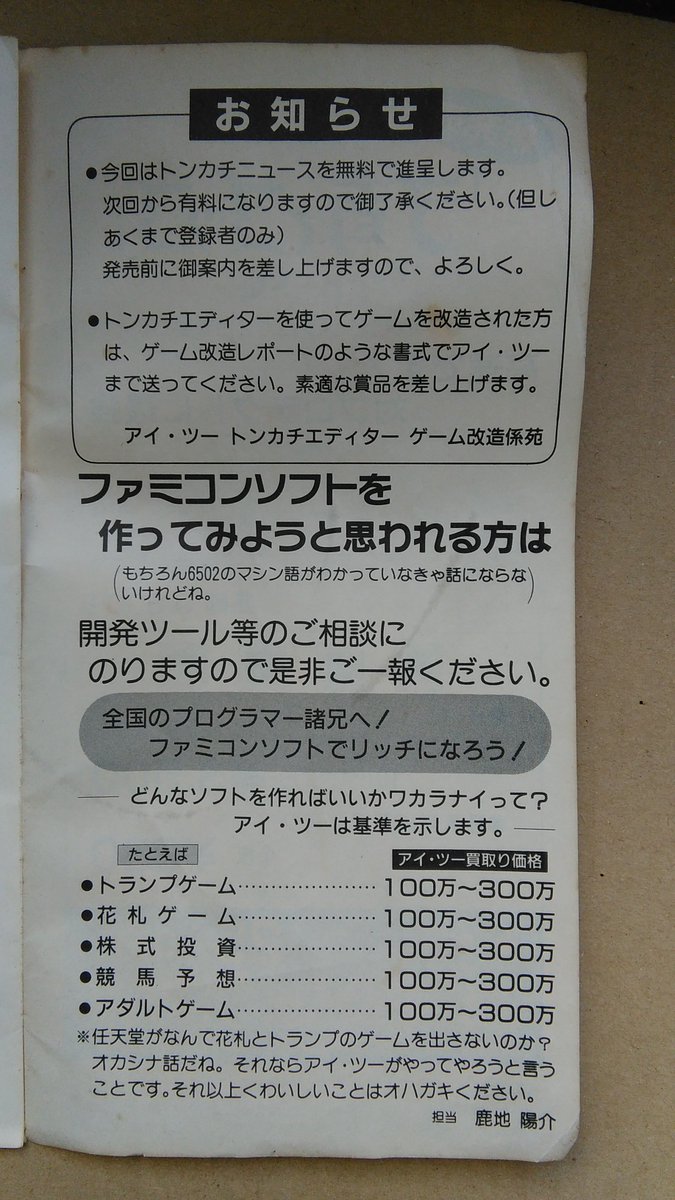 お知らせ
●今回はトンカチニュースを無料で進呈します。
次回から有料になりますので御了承ください。(但し
あくまで登録者のみ)
発売前に御案内を差し上げますので、よろしく。
●トンカチエディターを使ってゲームを改造された方
は、ゲーム改造レポートのような書式でアイ・ツー
まで送ってください。素適な賞品を差し上げます。
アイ・ツー トンカチエディター ゲーム改造係苑
ファミコンソフトを
作ってみようと思われる方は
(もちろん6502のマシン語がわかっていなきゃ話にならな
いけれどね。)
開発ツール等のご相談に
のりますので是非ご一報ください。
全国のプログラマー諸兄へ!
ファミコンソフトでリッチになろう!
── どんなソフトを作ればいいかワカラナイって?
アイ・ツーは基準を示します。──
たとえば アイ・ツー買取り価格
●トランプゲーム…………………100万〜300万
●花札ゲーム…………………100万〜300万
●株式投資…………………100万〜300万
●競馬予想…………………100万〜300万
●アダルトゲーム…………………100万〜300万
※任天堂がなんで花札とトランプのゲームを出さないのか?
オカシナ話だね。それならアイ・ツーがやってやろうと言う
ことです。それ以上くわいしいことはオハガキください。
担当 鹿地 陽介